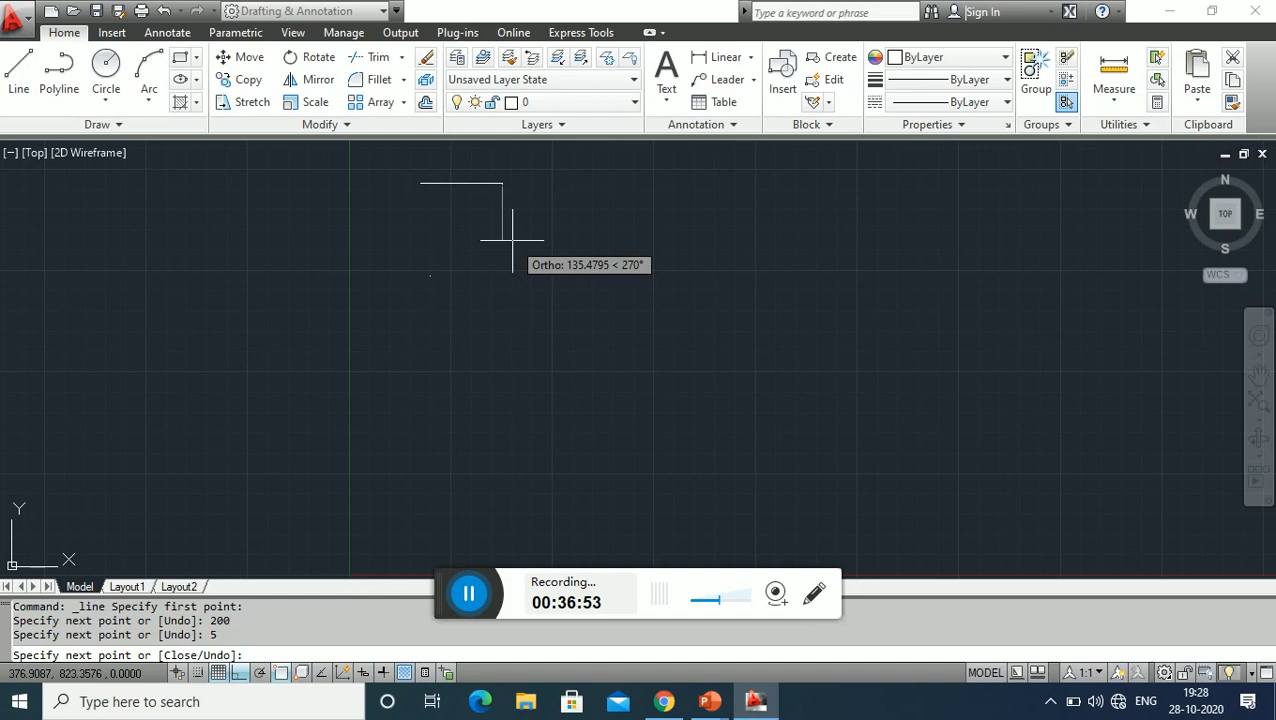 Drafting & Annotation
Type a keyword or phrase
Sign In
Home Insert Annotate Parametric View Manage Output Plug-ins Online Express Tools
Line Polyline Circle Arc
Draw
Move Rotate Trim
Copy Mirror Fillet
Stretch Scale Array
Modify
Unsaved Layer State
0
Layers
Text
Linear
Leader
Table
Annotation
Insert
Create
Edit
Block
ByLayer
ByLayer
ByLayer
Properties
Group
Groups
Measure
Utilities
Paste
Clipboard
[−] [Top] [2D Wireframe]
N
W TOP E
S
WCS
Ortho: 135.4795 < 270°
Y
X
Model Layout1 Layout2
Recording...
00:36:53
Command: _line Specify first point:
Specify next point or [Undo]: 200
Specify next point or [Undo]: 5
Specify next point or [Close/Undo]:
376.9087, 823.3576, 0.0000
MODEL
1:1
Type here to search
ENG
19:28
28-10-2020